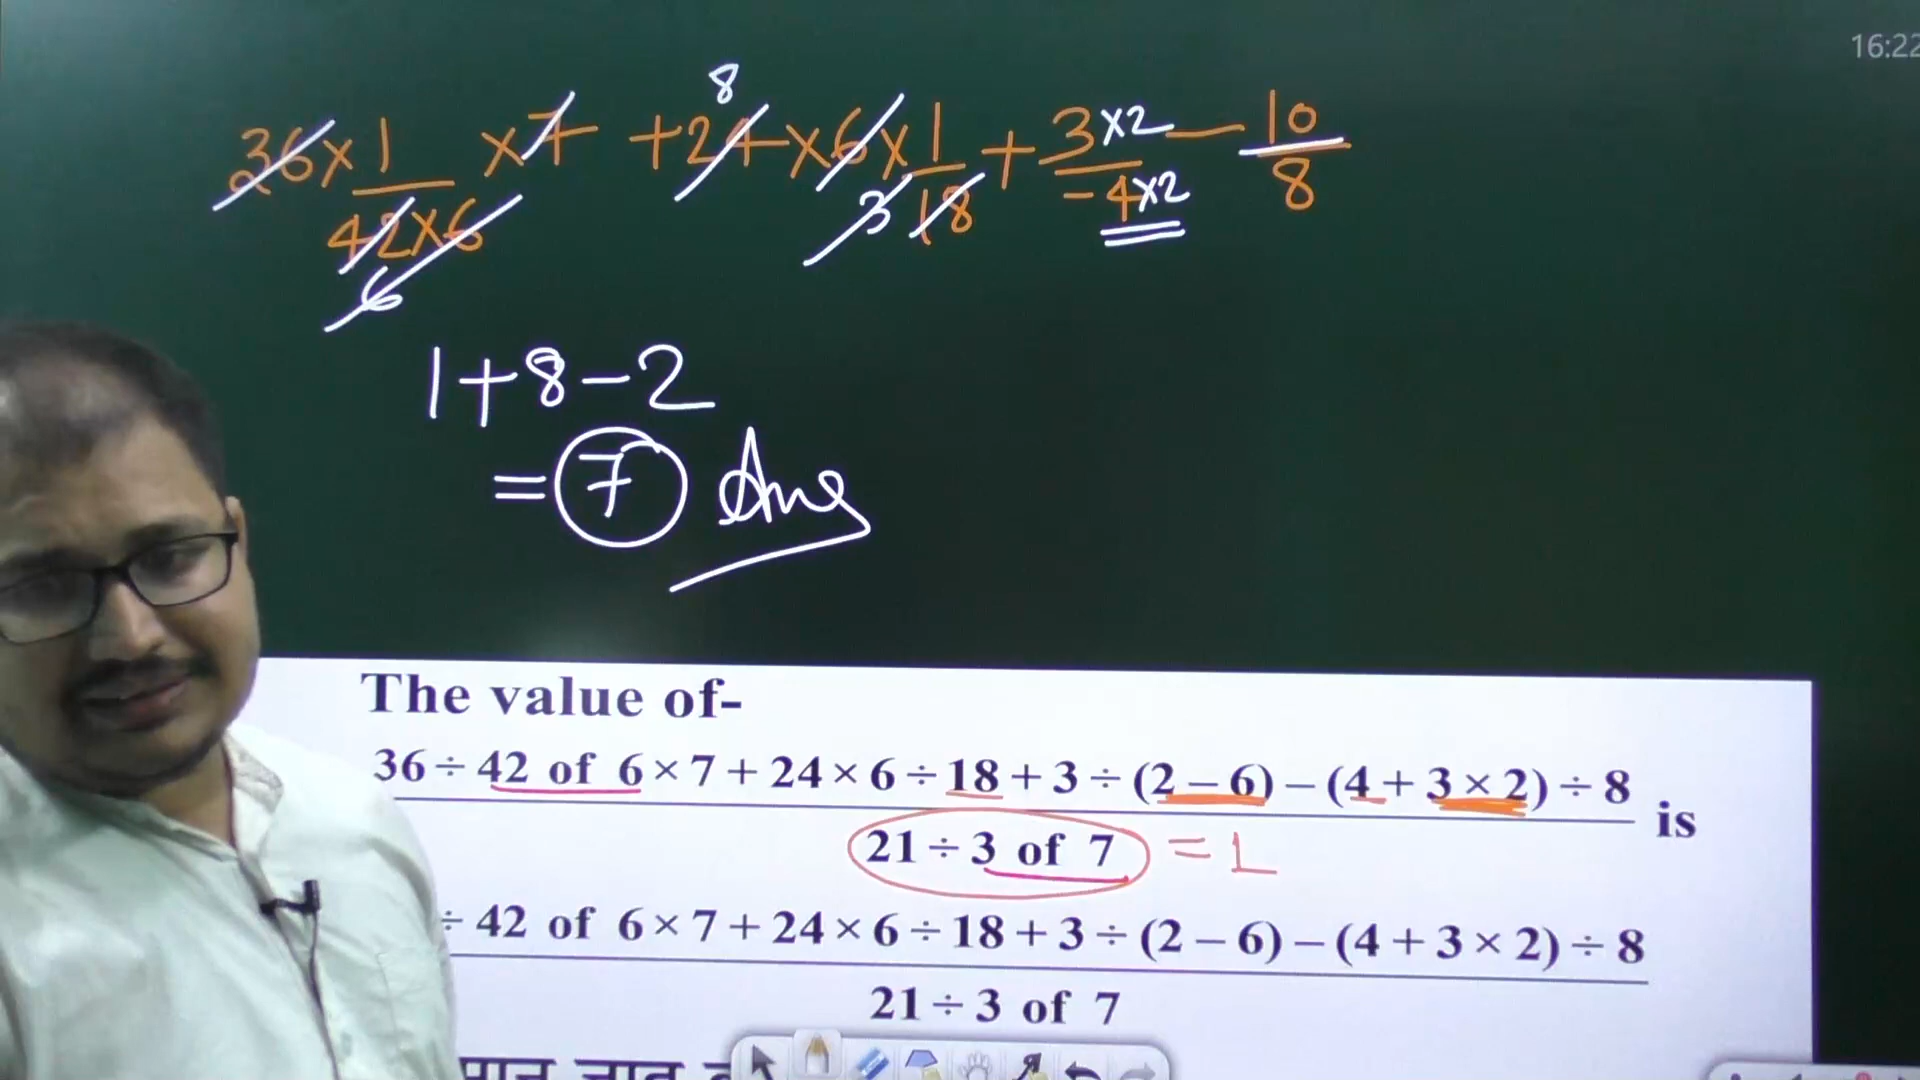 16:22
8
36×1 ×7 +24×6×1 + 3×2 — 10
42×6 3 18 -4×2 8
6
1+8-2
=7 Ans
The value of-
36÷42 of 6×7+24×6÷18+3÷(2−6)−(4+3×2)÷8 is
21÷3 of 7 =1
÷42 of 6×7+24×6÷18+3÷(2−6)−(4+3×2)÷8
21÷3 of 7
मान ज्ञात